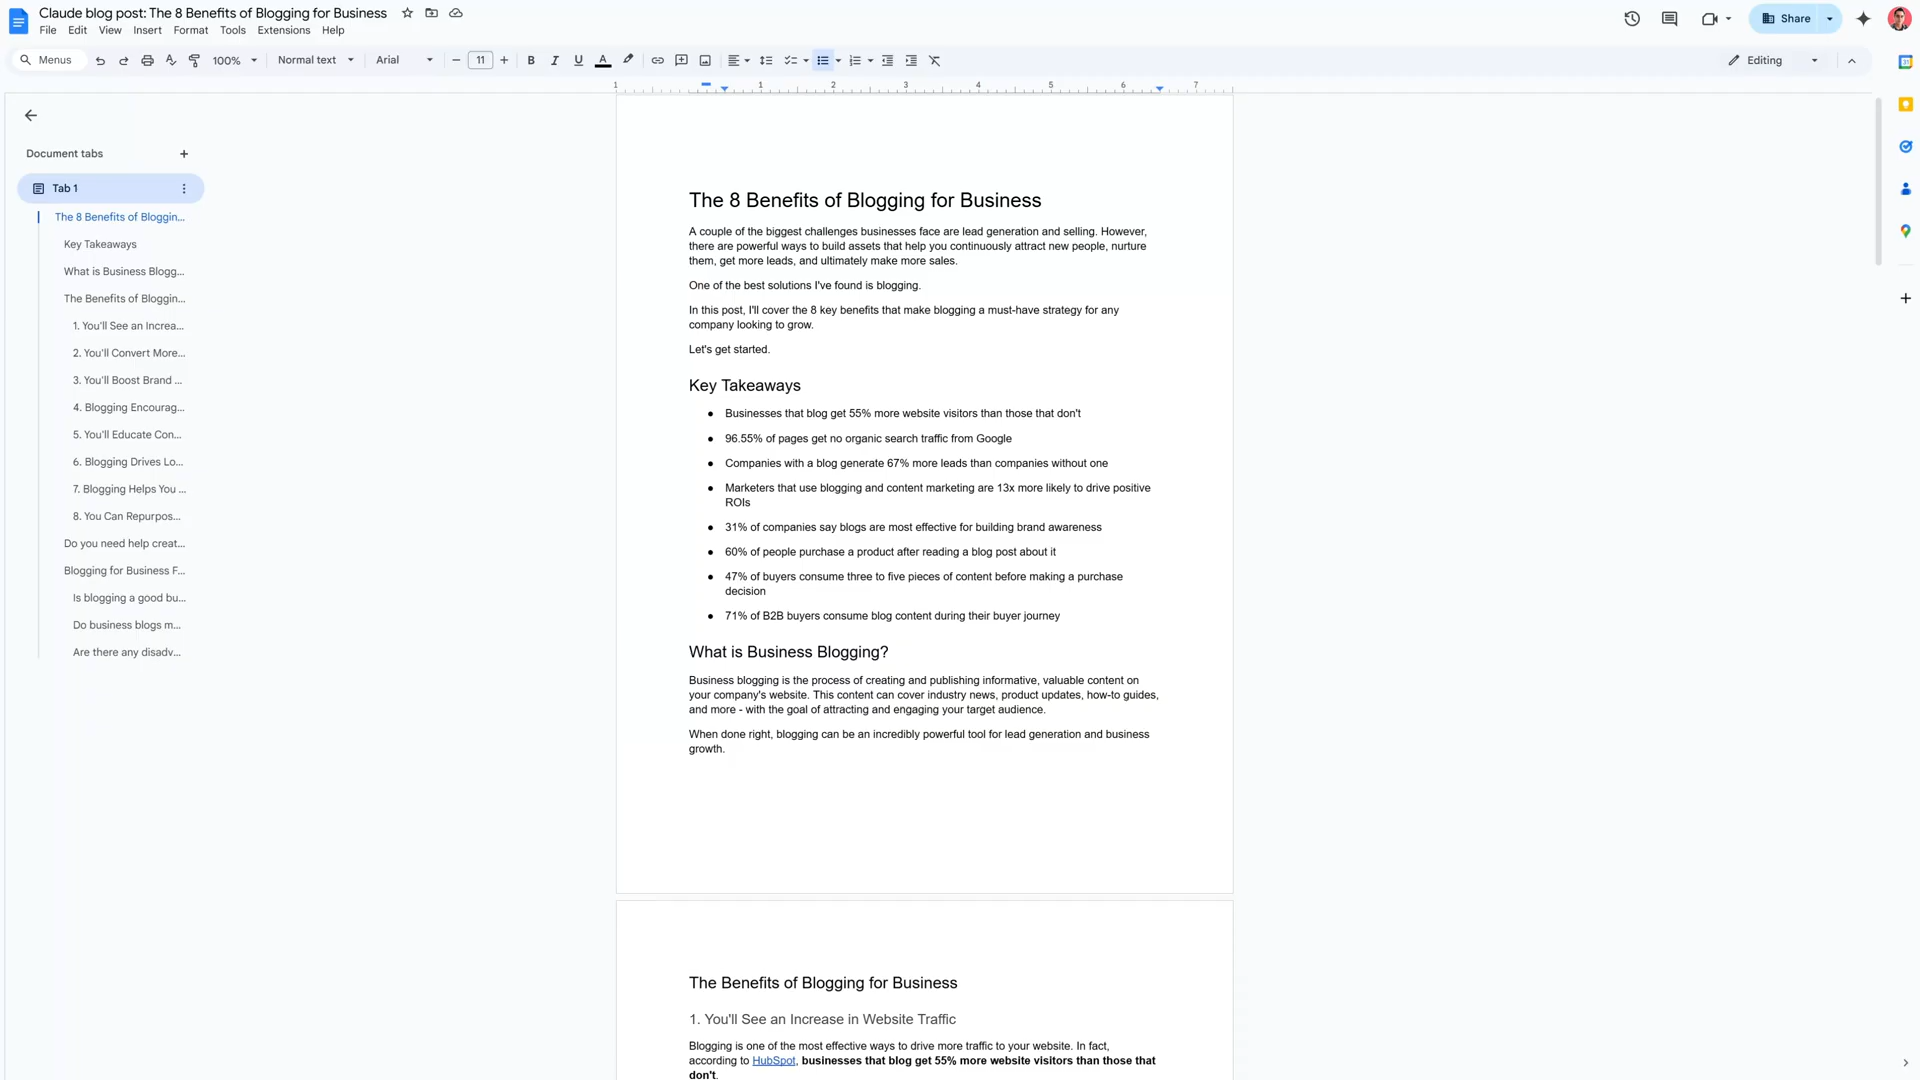 Claude blog post: The 8 Benefits of Blogging for Business
File Edit View Insert Format Tools Extensions Help
Share
Menus
100%
Normal text
Arial
11
Editing
1 1 2 3 4 5 6 7
Document tabs
Tab 1
The 8 Benefits of Bloggin...
Key Takeaways
What is Business Blogg...
The Benefits of Bloggin...
1. You'll See an Increa...
2. You'll Convert More...
3. You'll Boost Brand ...
4. Blogging Encourag...
5. You'll Educate Con...
6. Blogging Drives Lo...
7. Blogging Helps You ...
8. You Can Repurpos...
Do you need help creat...
Blogging for Business F...
Is blogging a good bu...
Do business blogs m...
Are there any disadv...
The 8 Benefits of Blogging for Business
A couple of the biggest challenges businesses face are lead generation and selling. However,
there are powerful ways to build assets that help you continuously attract new people, nurture
them, get more leads, and ultimately make more sales.
One of the best solutions I've found is blogging.
In this post, I'll cover the 8 key benefits that make blogging a must-have strategy for any
company looking to grow.
Let's get started.
Key Takeaways
● Businesses that blog get 55% more website visitors than those that don't
● 96.55% of pages get no organic search traffic from Google
● Companies with a blog generate 67% more leads than companies without one
● Marketers that use blogging and content marketing are 13x more likely to drive positive
ROIs
● 31% of companies say blogs are most effective for building brand awareness
● 60% of people purchase a product after reading a blog post about it
● 47% of buyers consume three to five pieces of content before making a purchase
decision
● 71% of B2B buyers consume blog content during their buyer journey
What is Business Blogging?
Business blogging is the process of creating and publishing informative, valuable content on
your company's website. This content can cover industry news, product updates, how-to guides,
and more - with the goal of attracting and engaging your target audience.
When done right, blogging can be an incredibly powerful tool for lead generation and business
growth.
The Benefits of Blogging for Business
1. You'll See an Increase in Website Traffic
Blogging is one of the most effective ways to drive more traffic to your website. In fact,
according to HubSpot, businesses that blog get 55% more website visitors than those that
don't.